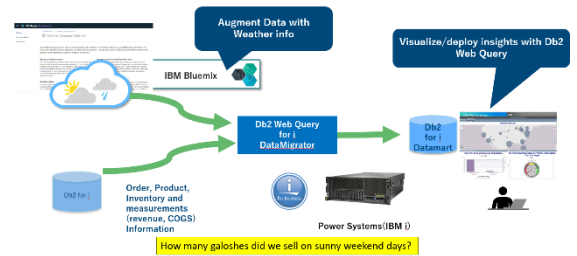 Augment Data with
Weather info
IBM Bluemix
Visualize/deploy insights with Db2
Web Query
Db2 Web Query
for i
DataMigrator
Db2
for i
Datamart
Db2 for i
Order, Product,
Inventory and
measurements
(revenue, COGS)
Information
i
for Business
Power Systems(IBM i)
How many galoshes did we sell on sunny weekend days?